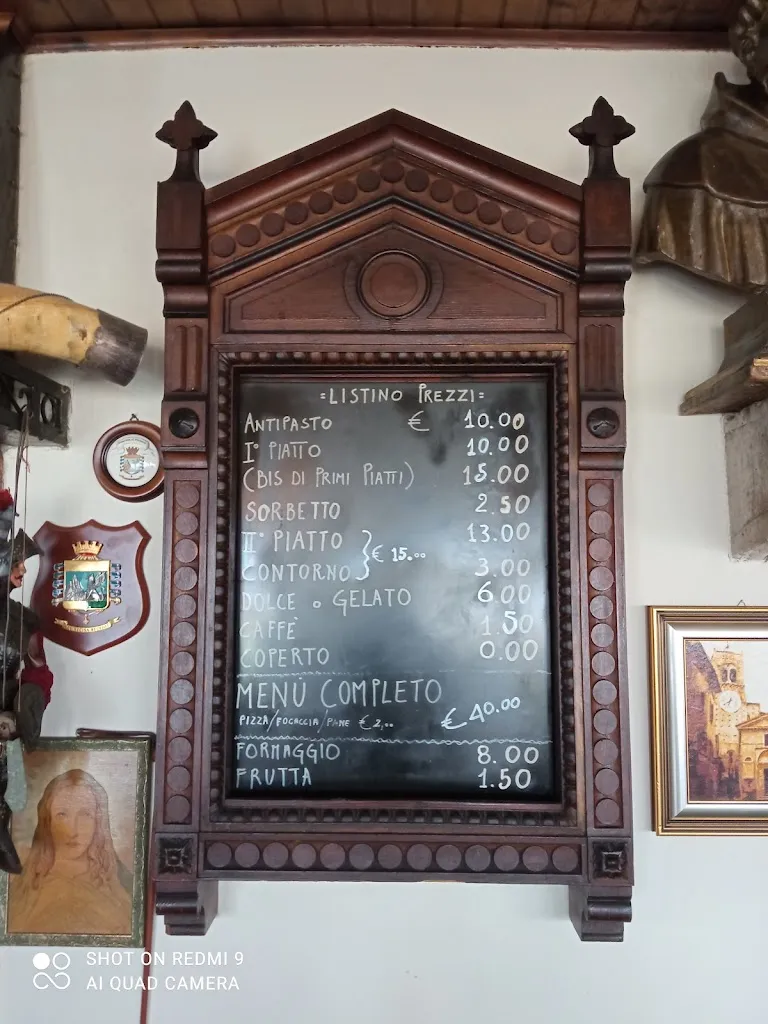 =LISTINO PREZZI=
ANTIPASTO € 10.00
I° PIATTO 10.00
(BIS DI PRIMI PIATTI) 15.00
SORBETTO 2.50
II° PIATTO 13.00
} € 15.00
CONTORNO 3.00
DOLCE o GELATO 6.00
CAFFÈ 1.50
COPERTO 0.00
MENÙ COMPLETO
PIZZA/FOCACCIA/PANE € 2,00 € 40.00
FORMAGGIO 8.00
FRUTTA 1.50
SHOT ON REDMI 9
AI QUAD CAMERA